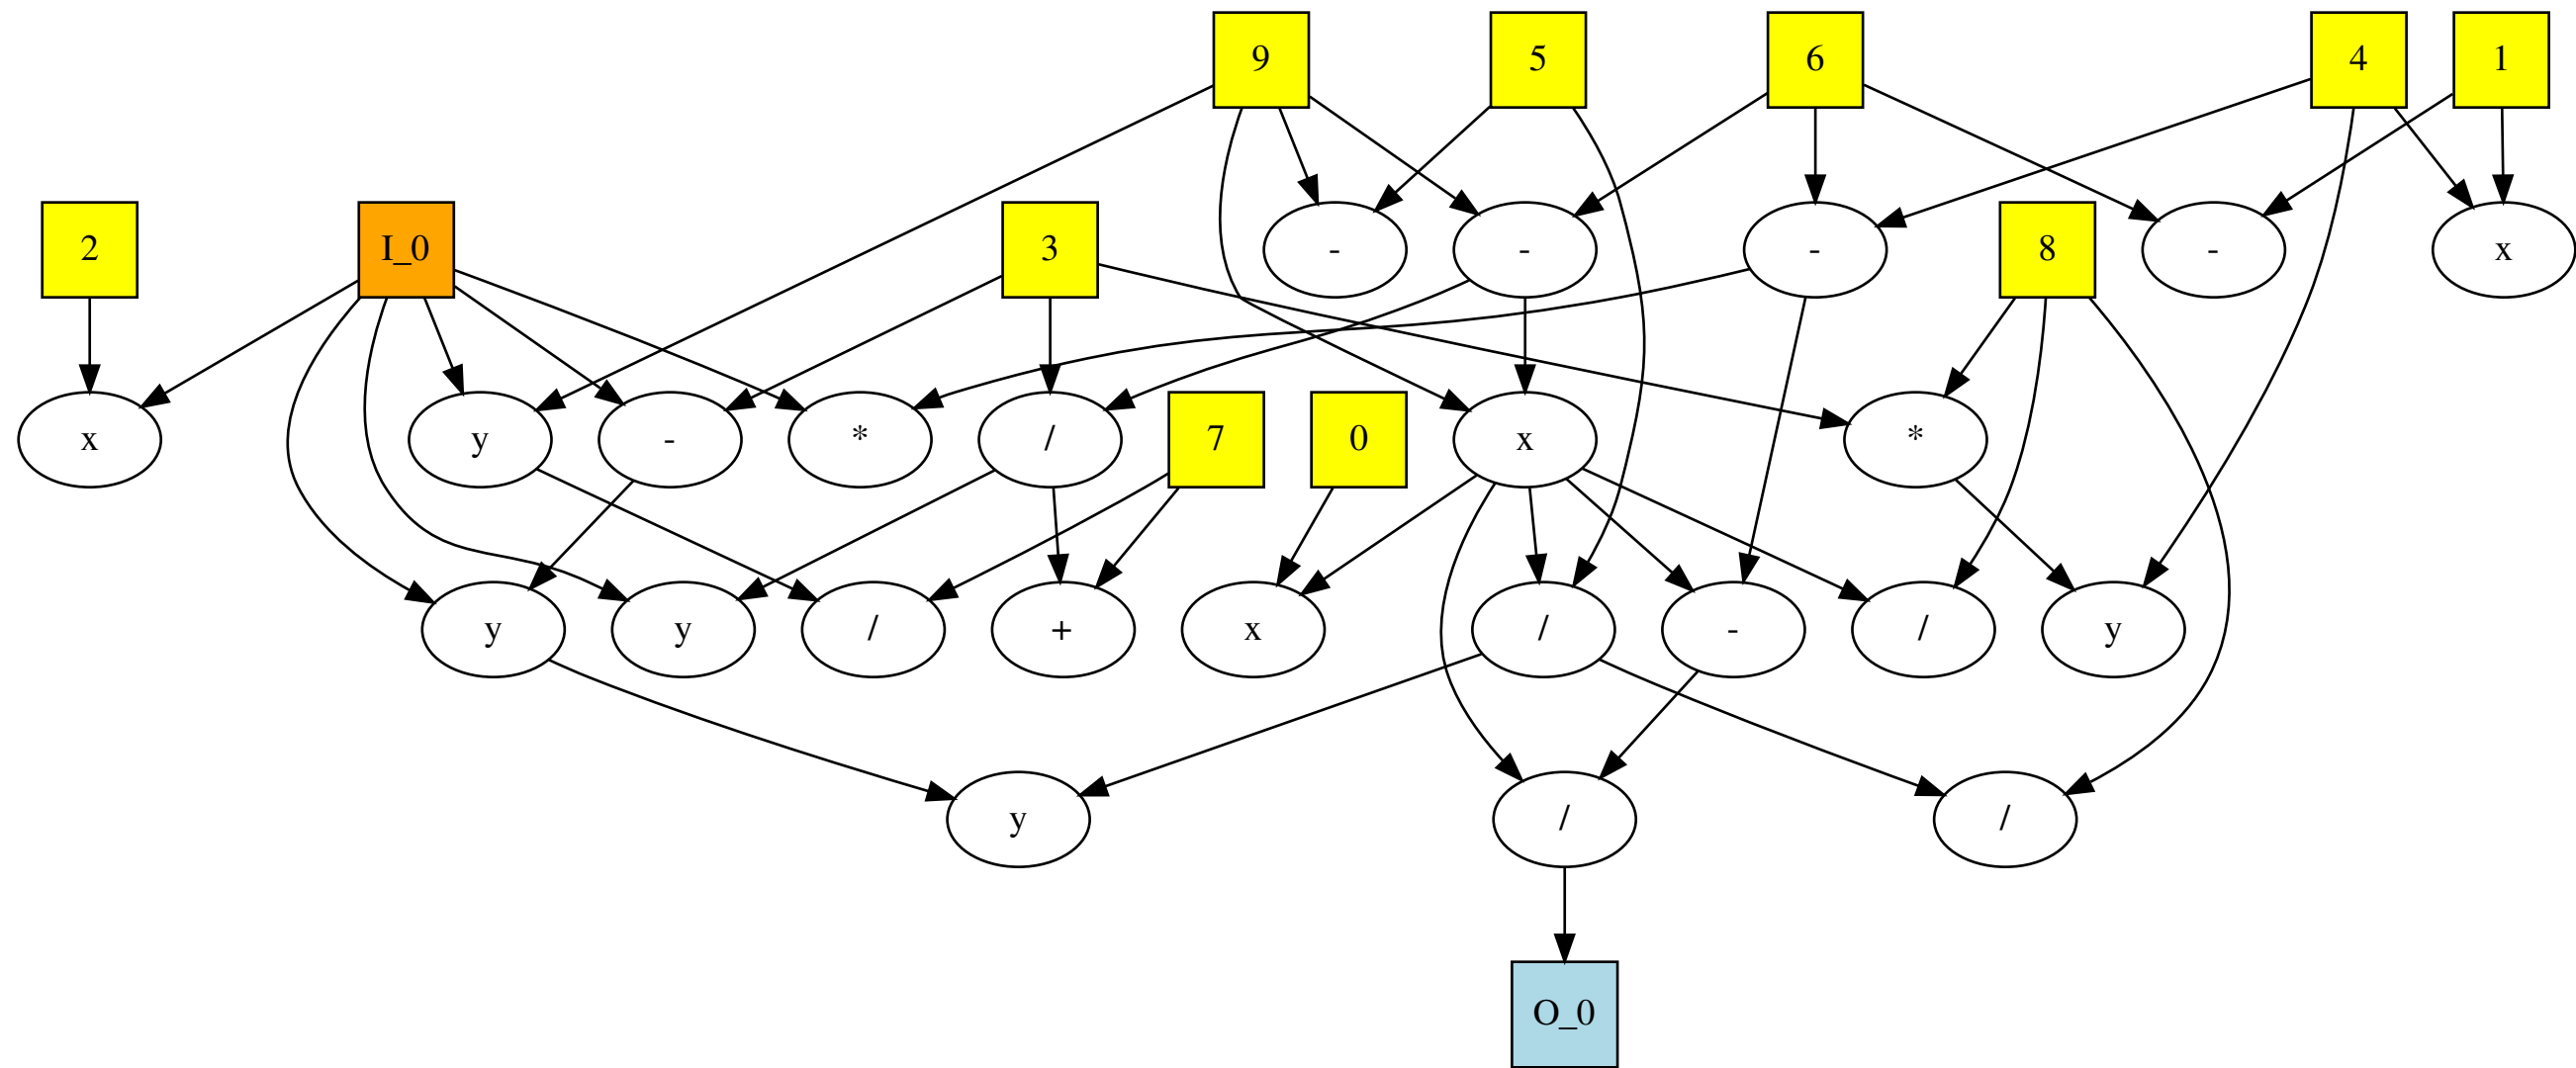 9 5 6 4 1
2 I_0 3 - - - 8 - x
x y - * / 7 0 x *
y y / + x / - / y
y / /
O_0